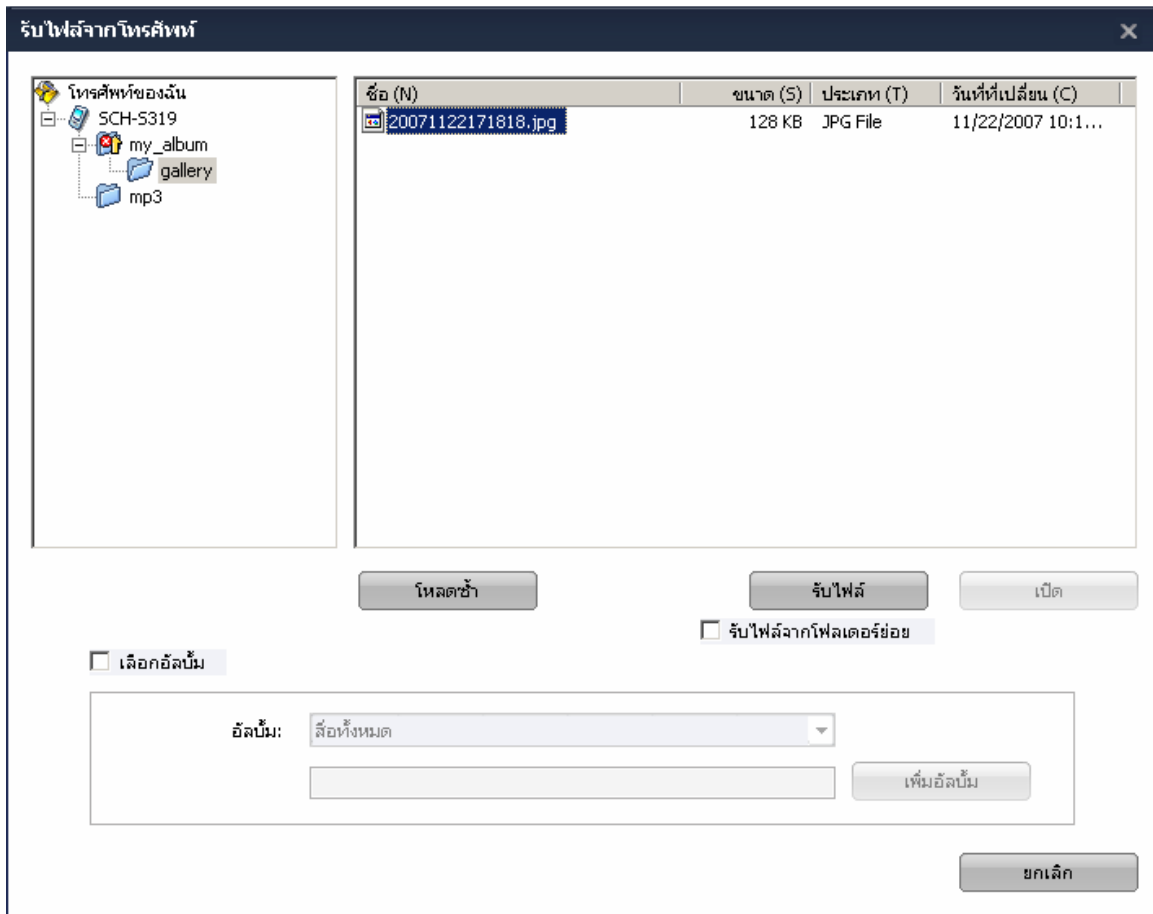 รับไฟล์จากโทรศัพท์
โทรศัพท์ของฉัน
SCH-S319
my_album
gallery
mp3
ชื่อ (N) ขนาด (S) ประเภท (T) วันที่ที่เปลี่ยน (C)
20071122171818.jpg 128 KB JPG File 11/22/2007 10:1...
โหลดซ้ำ รับไฟล์ เปิด
รับไฟล์จากโฟลเดอร์ย่อย
เลือกอัลบั้ม
อัลบั้ม: สื่อทั้งหมด
เพิ่มอัลบั้ม
ยกเลิก